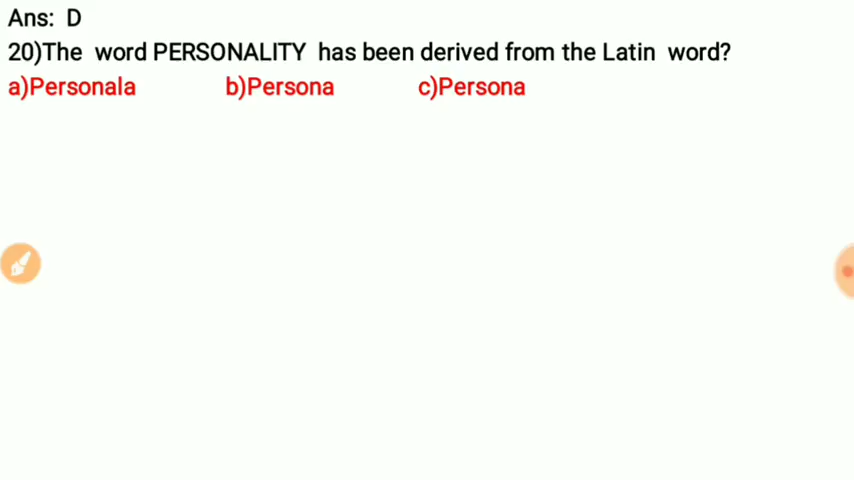 Ans: D
20)The word PERSONALITY has been derived from the Latin word?
a)Personala b)Persona c)Persona